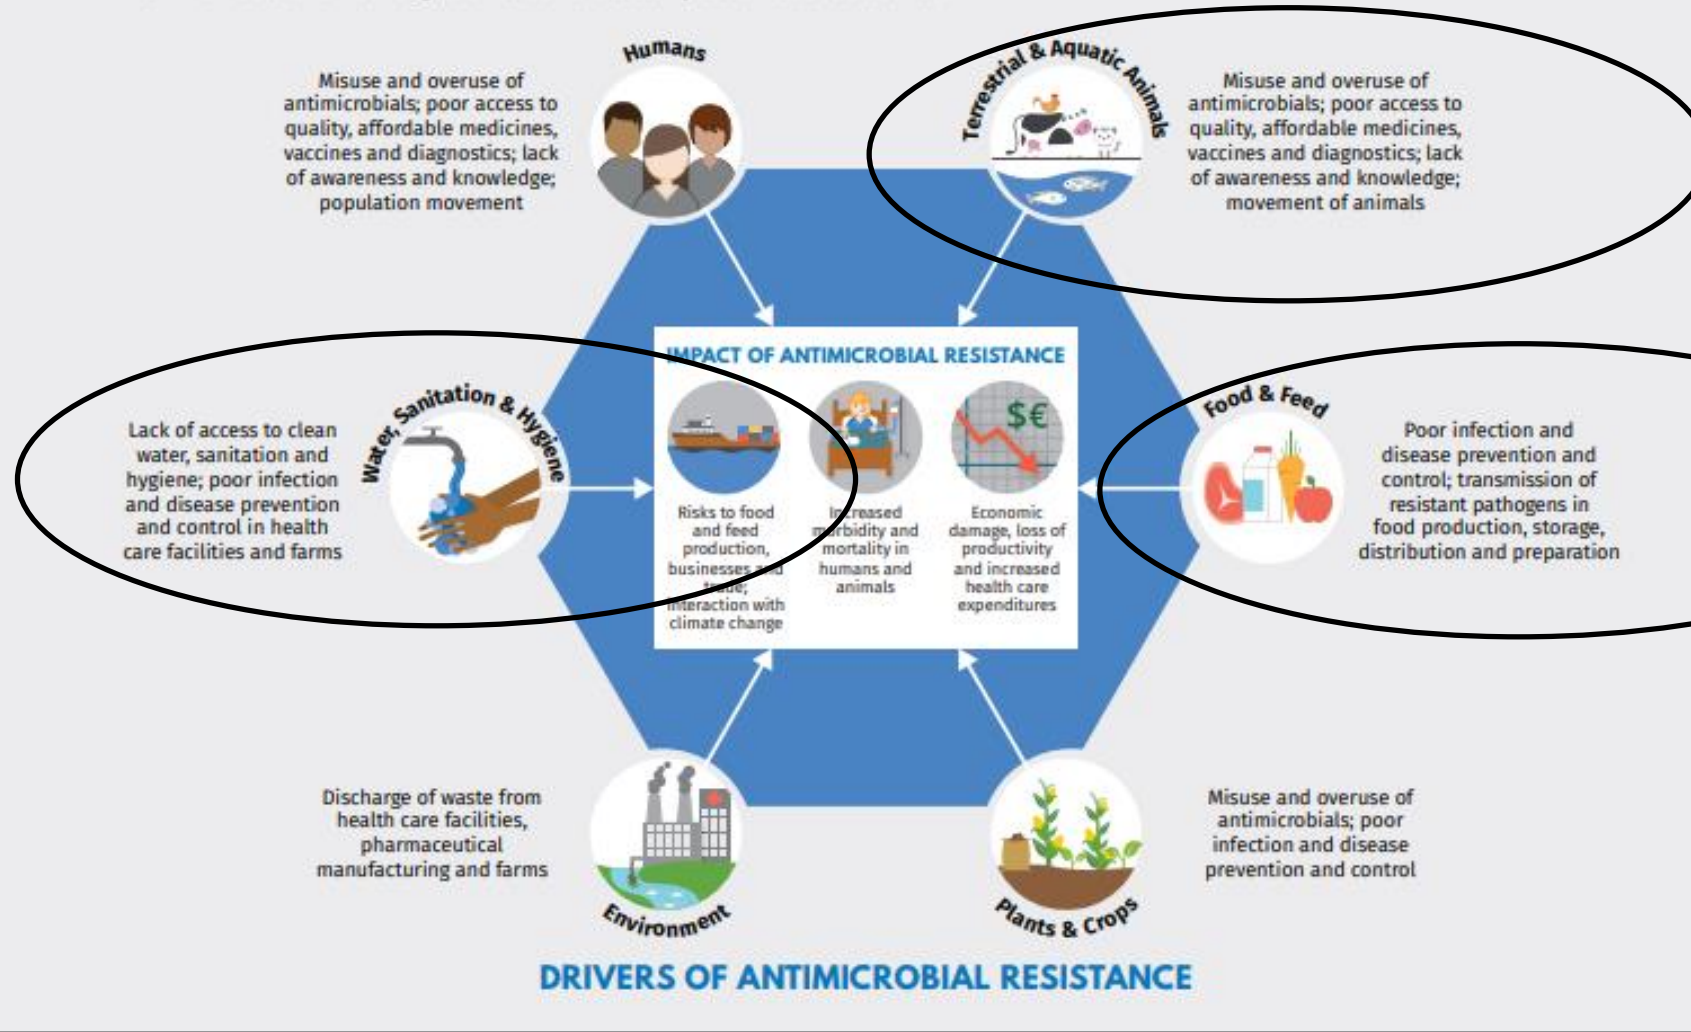 Humans
Misuse and overuse of
antimicrobials; poor access to
quality, affordable medicines,
vaccines and diagnostics; lack
of awareness and knowledge;
population movement
Terrestrial & Aquatic Animals
Misuse and overuse of
antimicrobials; poor access to
quality, affordable medicines,
vaccines and diagnostics; lack
of awareness and knowledge;
movement of animals
Water, Sanitation & Hygiene
Lack of access to clean
water, sanitation and
hygiene; poor infection
and disease prevention
and control in health
care facilities and farms
IMPACT OF ANTIMICROBIAL RESISTANCE
Risks to food
and feed
production,
businesses and
trade;
interaction with
climate change
Increased
morbidity and
mortality in
humans and
animals
$€
Economic
damage, loss of
productivity
and increased
health care
expenditures
Food & Feed
Poor infection and
disease prevention and
control; transmission of
resistant pathogens in
food production, storage,
distribution and preparation
Discharge of waste from
health care facilities,
pharmaceutical
manufacturing and farms
Environment
Plants & Crops
Misuse and overuse of
antimicrobials; poor
infection and disease
prevention and control
DRIVERS OF ANTIMICROBIAL RESISTANCE